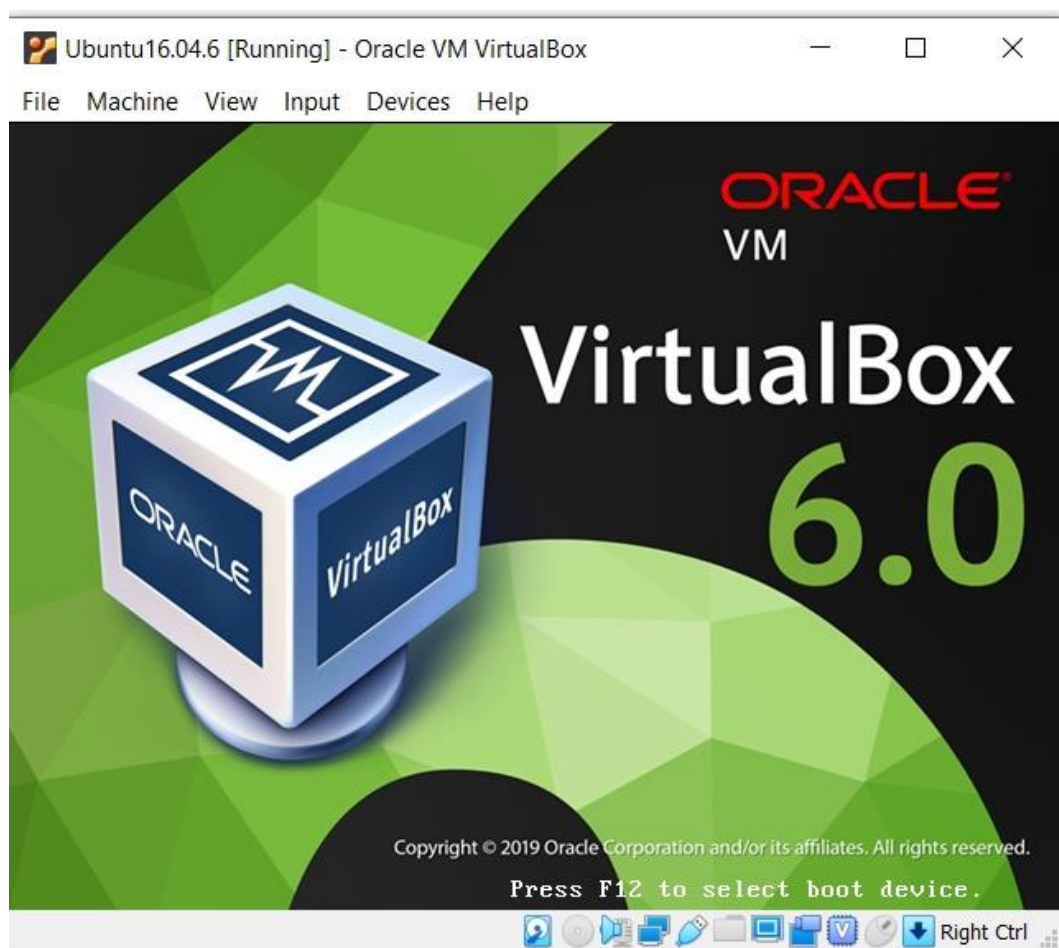 Ubuntu16.04.6 [Running] - Oracle VM VirtualBox
File Machine View Input Devices Help
ORACLE®
VM
VirtualBox
6.0
ORACLE
VirtualBox
Copyright © 2019 Oracle Corporation and/or its affiliates. All rights reserved.
Press F12 to select boot device.
Right Ctrl